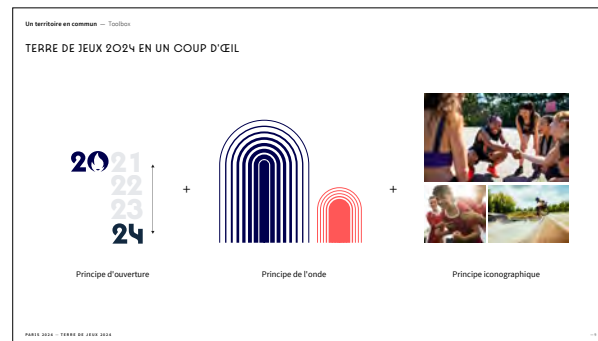 Un territoire en commun — Toolbox
TERRE DE JEUX 2024 EN UN COUP D'ŒIL
2021
22
23
24
+
+
Principe d'ouverture
Principe de l'onde
Principe iconographique
PARIS 2024 – TERRE DE JEUX 2024